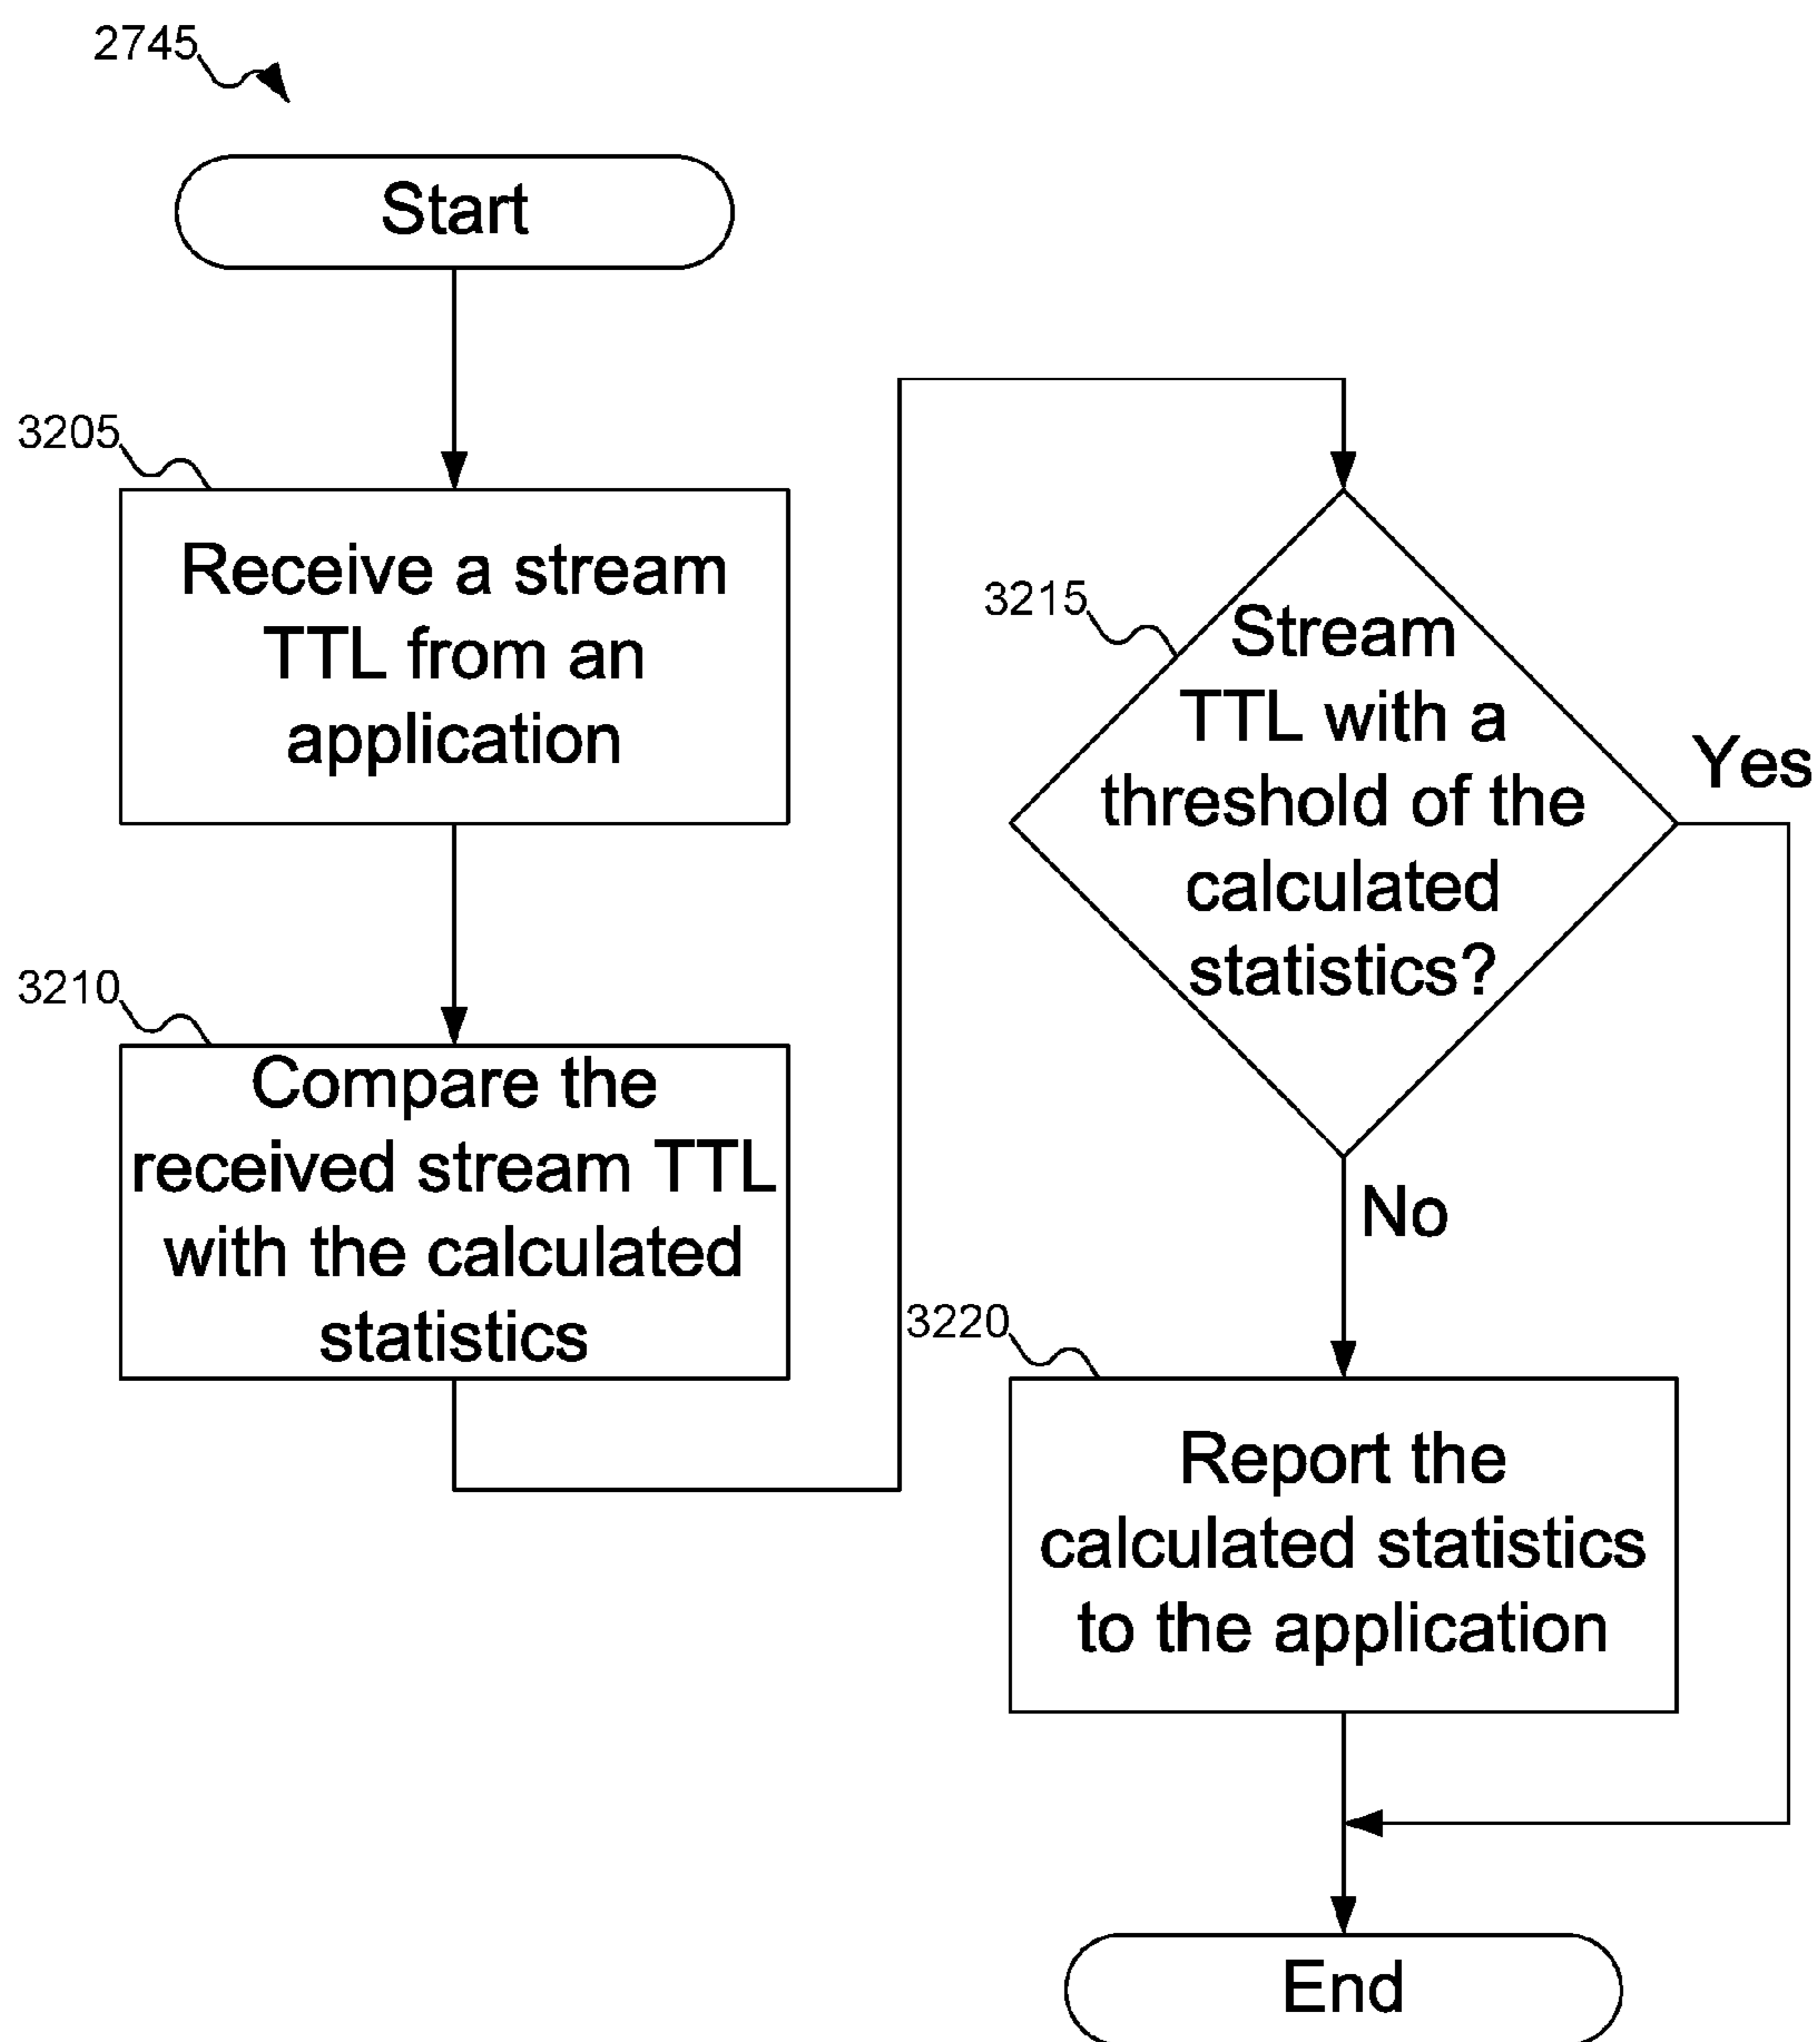 2745
Start
3205
Receive a stream
TTL from an
application
3210
Compare the
received stream TTL
with the calculated
statistics
3215
Stream
TTL with a
threshold of the
calculated
statistics?
Yes
No
3220
Report the
calculated statistics
to the application
End